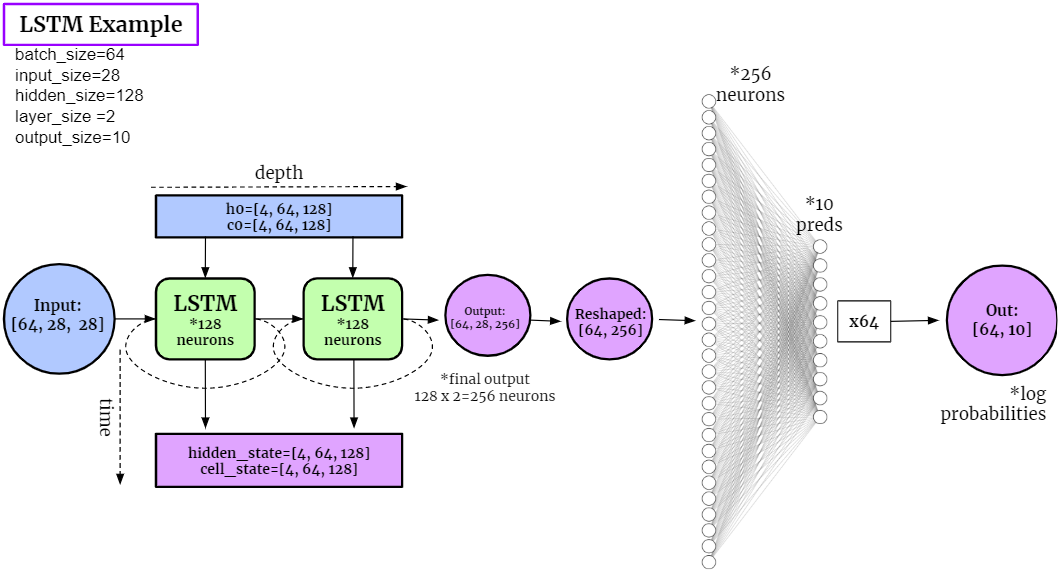 LSTM Example
batch_size=64
input_size=28
hidden_size=128
layer_size =2
output_size=10
depth
h0=[4, 64, 128]
c0=[4, 64, 128]
Input:
[64, 28, 28]
LSTM
*128
neurons
LSTM
*128
neurons
Output:
[64, 28, 256]
Reshaped:
[64, 256]
*final output
128 x 2=256 neurons
time
hidden_state=[4, 64, 128]
cell_state=[4, 64, 128]
*256
neurons
*10
preds
x64
Out:
[64, 10]
*log
probabilities